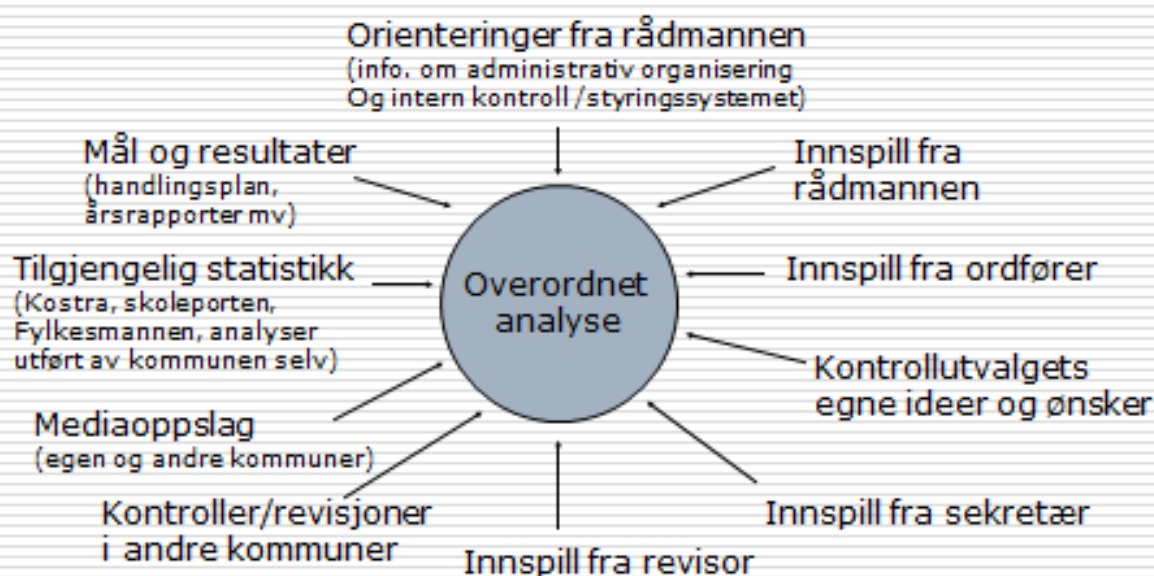 Orienteringer fra rådmannen
(info. om administrativ organisering
Og intern kontroll/styringssystemet)
Mål og resultater
(handlingsplan,
årsrapporter mv)
Innspill fra
rådmannen
Tilgjengelig statistikk
(Kostra, skoleporten,
Fylkesmannen, analyser
utført av kommunen selv)
Overordnet
analyse
Innspill fra ordfører
Kontrollutvalgets
egne ideer og ønsker
Mediaoppslag
(egen og andre kommuner)
Kontroller/revisjoner
i andre kommuner
Innspill fra revisor
Innspill fra sekretær